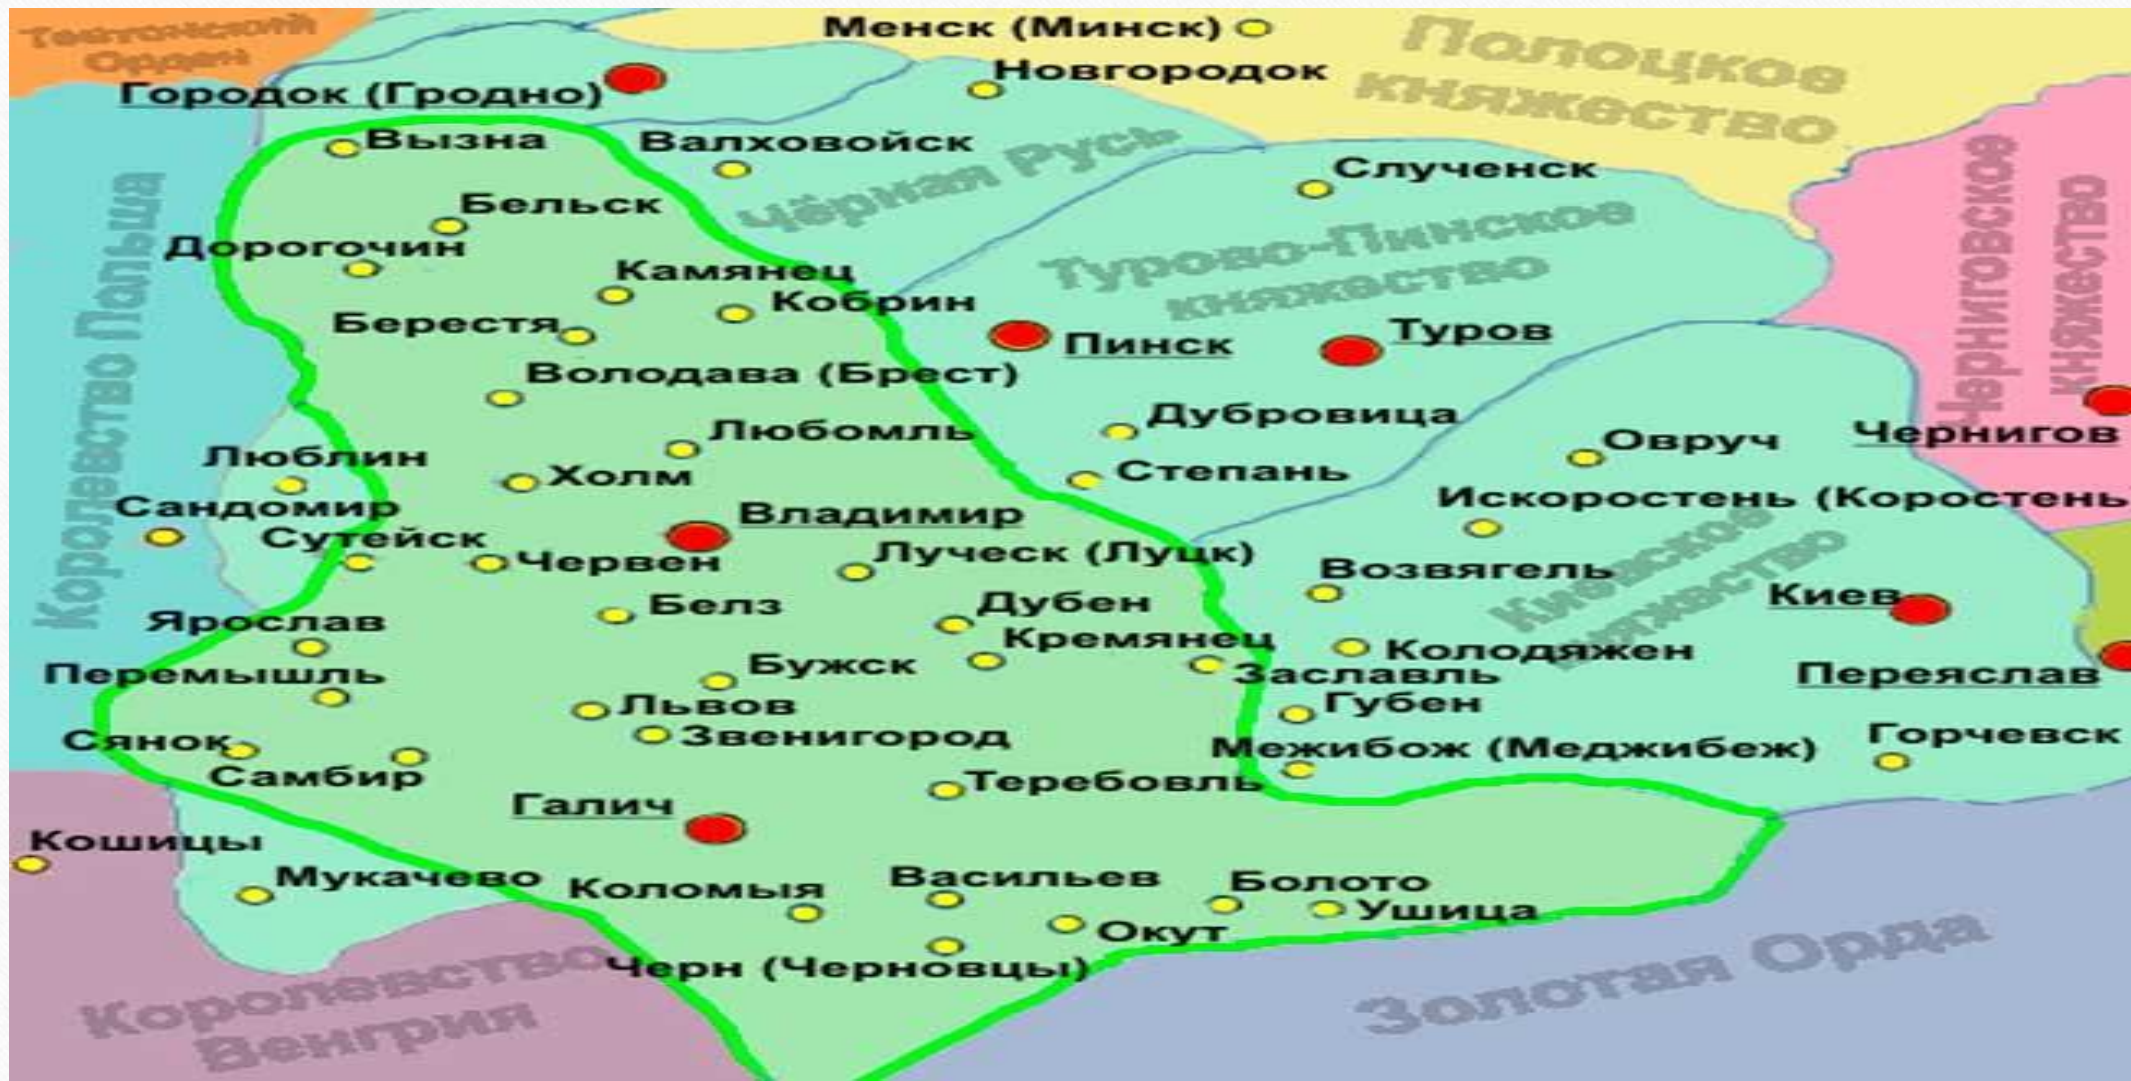 Тевтонский
Орден
Менск (Минск)
Полоцкое
княжество
Новгородок
Городок (Гродно)
Вызна
Валховойск
Чёрная Русь
Слученск
Черниговское
княжество
Королевство Польша
Бельск
Дорогочин
Турово-Пинское
княжество
Камянец
Кобрин
Берестя
Пинск
Туров
Володава (Брест)
Дубровица
Любомль
Овруч
Чернигов
Люблин
Холм
Степань
Искоростень (Коростень
Сандомир
Владимир
Сутейск
Червен
Луческ (Луцк)
Возвягель
Киевское
княжество
Киев
Белз
Дубен
Ярослав
Кремянец
Колодяжен
Перемышль
Бужск
Заславль
Переяслав
Львов
Губен
Звенигород
Сянок
Межибож (Меджибеж)
Горчевск
Самбир
Теребовль
Галич
Кошицы
Мукачево
Коломыя
Васильев
Болото
Ушица
Окут
Черн (Черновцы)
Королевство
Венгрия
Золотая Орда